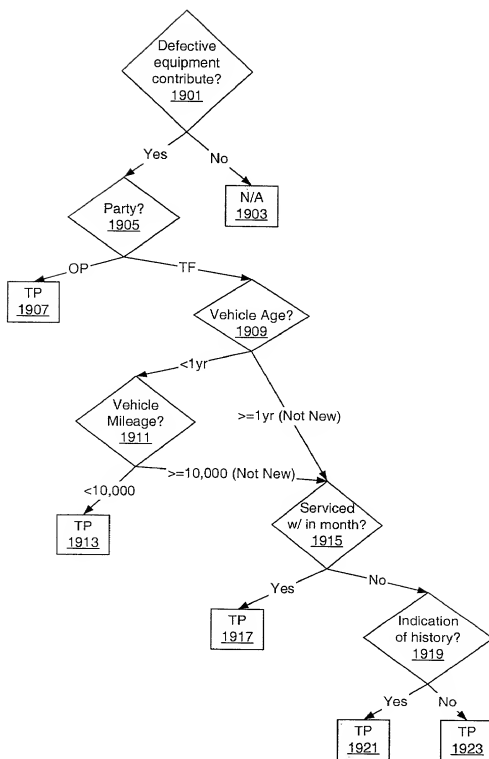 Defective
equipment
contribute?
1901
Yes
No
N/A
1903
Party?
1905
OP
TF
TP
1907
Vehicle Age?
1909
<1yr
>=1yr (Not New)
Vehicle
Mileage?
1911
>=10,000 (Not New)
<10,000
TP
1913
Serviced
w/ in month?
1915
Yes
No
TP
1917
Indication
of history?
1919
Yes
No
TP
1921
TP
1923